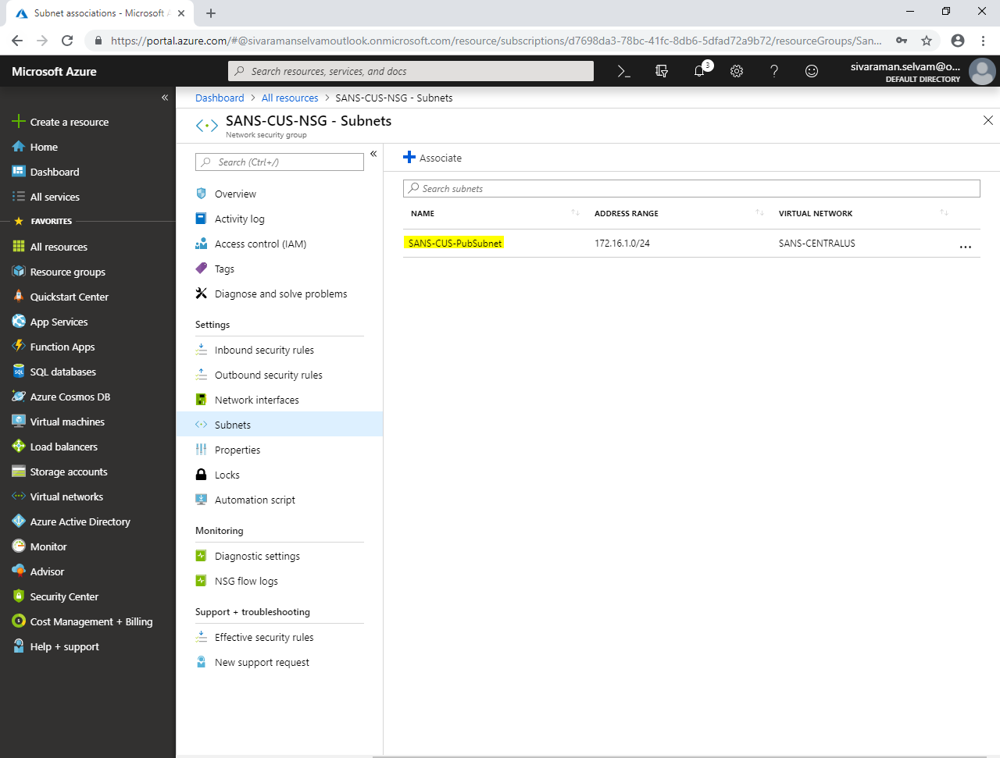 Subnet associations - Microsoft A
https://portal.azure.com/#@sivaramanselvamoutlook.onmicrosoft.com/resource/subscriptions/d7698da3-78bc-41fc-8db6-5dfad72a9b72/resourceGroups/San...
Microsoft Azure
Search resources, services, and docs
3
sivaraman.selvam@o...
DEFAULT DIRECTORY
Create a resource
Home
Dashboard
All services
FAVORITES
All resources
Resource groups
Quickstart Center
App Services
Function Apps
SQL databases
Azure Cosmos DB
Virtual machines
Load balancers
Storage accounts
Virtual networks
Azure Active Directory
Monitor
Advisor
Security Center
Cost Management + Billing
Help + support
Dashboard > All resources > SANS-CUS-NSG - Subnets
SANS-CUS-NSG - Subnets
Network security group
Search (Ctrl+/)
Overview
Activity log
Access control (IAM)
Tags
Diagnose and solve problems
Settings
Inbound security rules
Outbound security rules
Network interfaces
Subnets
Properties
Locks
Automation script
Monitoring
Diagnostic settings
NSG flow logs
Support + troubleshooting
Effective security rules
New support request
Associate
Search subnets
NAME ADDRESS RANGE VIRTUAL NETWORK
SANS-CUS-PubSubnet 172.16.1.0/24 SANS-CENTRALUS ...